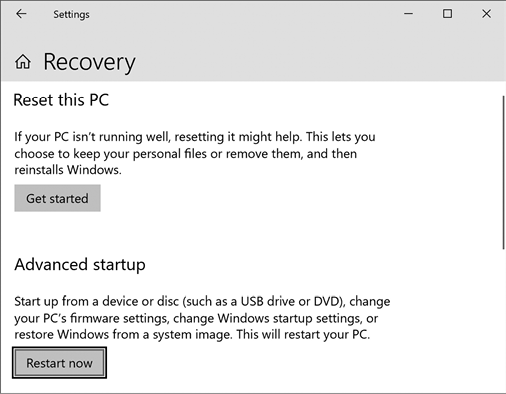 Settings
Recovery
Reset this PC
If your PC isn't running well, resetting it might help. This lets you
choose to keep your personal files or remove them, and then
reinstalls Windows.
Get started
Advanced startup
Start up from a device or disc (such as a USB drive or DVD), change
your PC's firmware settings, change Windows startup settings, or
restore Windows from a system image. This will restart your PC.
Restart now